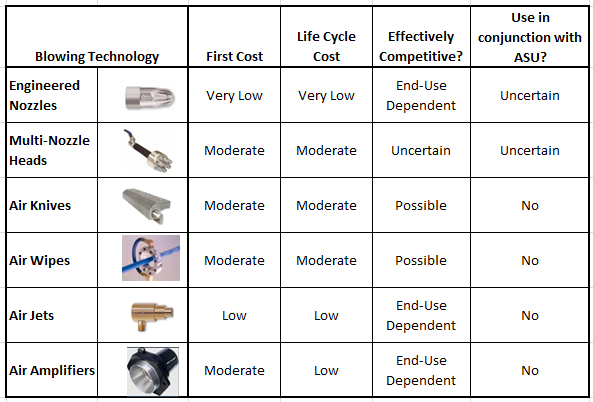 Blowing Technology
First Cost
Life Cycle
Cost
Effectively
Competitive?
Use in
conjunction with
ASU?
Engineered
Nozzles
Very Low
Very Low
End-Use
Dependent
Uncertain
Multi-Nozzle
Heads
Moderate
Moderate
Uncertain
Uncertain
Air Knives
Moderate
Moderate
Possible
No
Air Wipes
Moderate
Moderate
Possible
No
Air Jets
Low
Low
End-Use
Dependent
No
Air Amplifiers
Moderate
Low
End-Use
Dependent
No